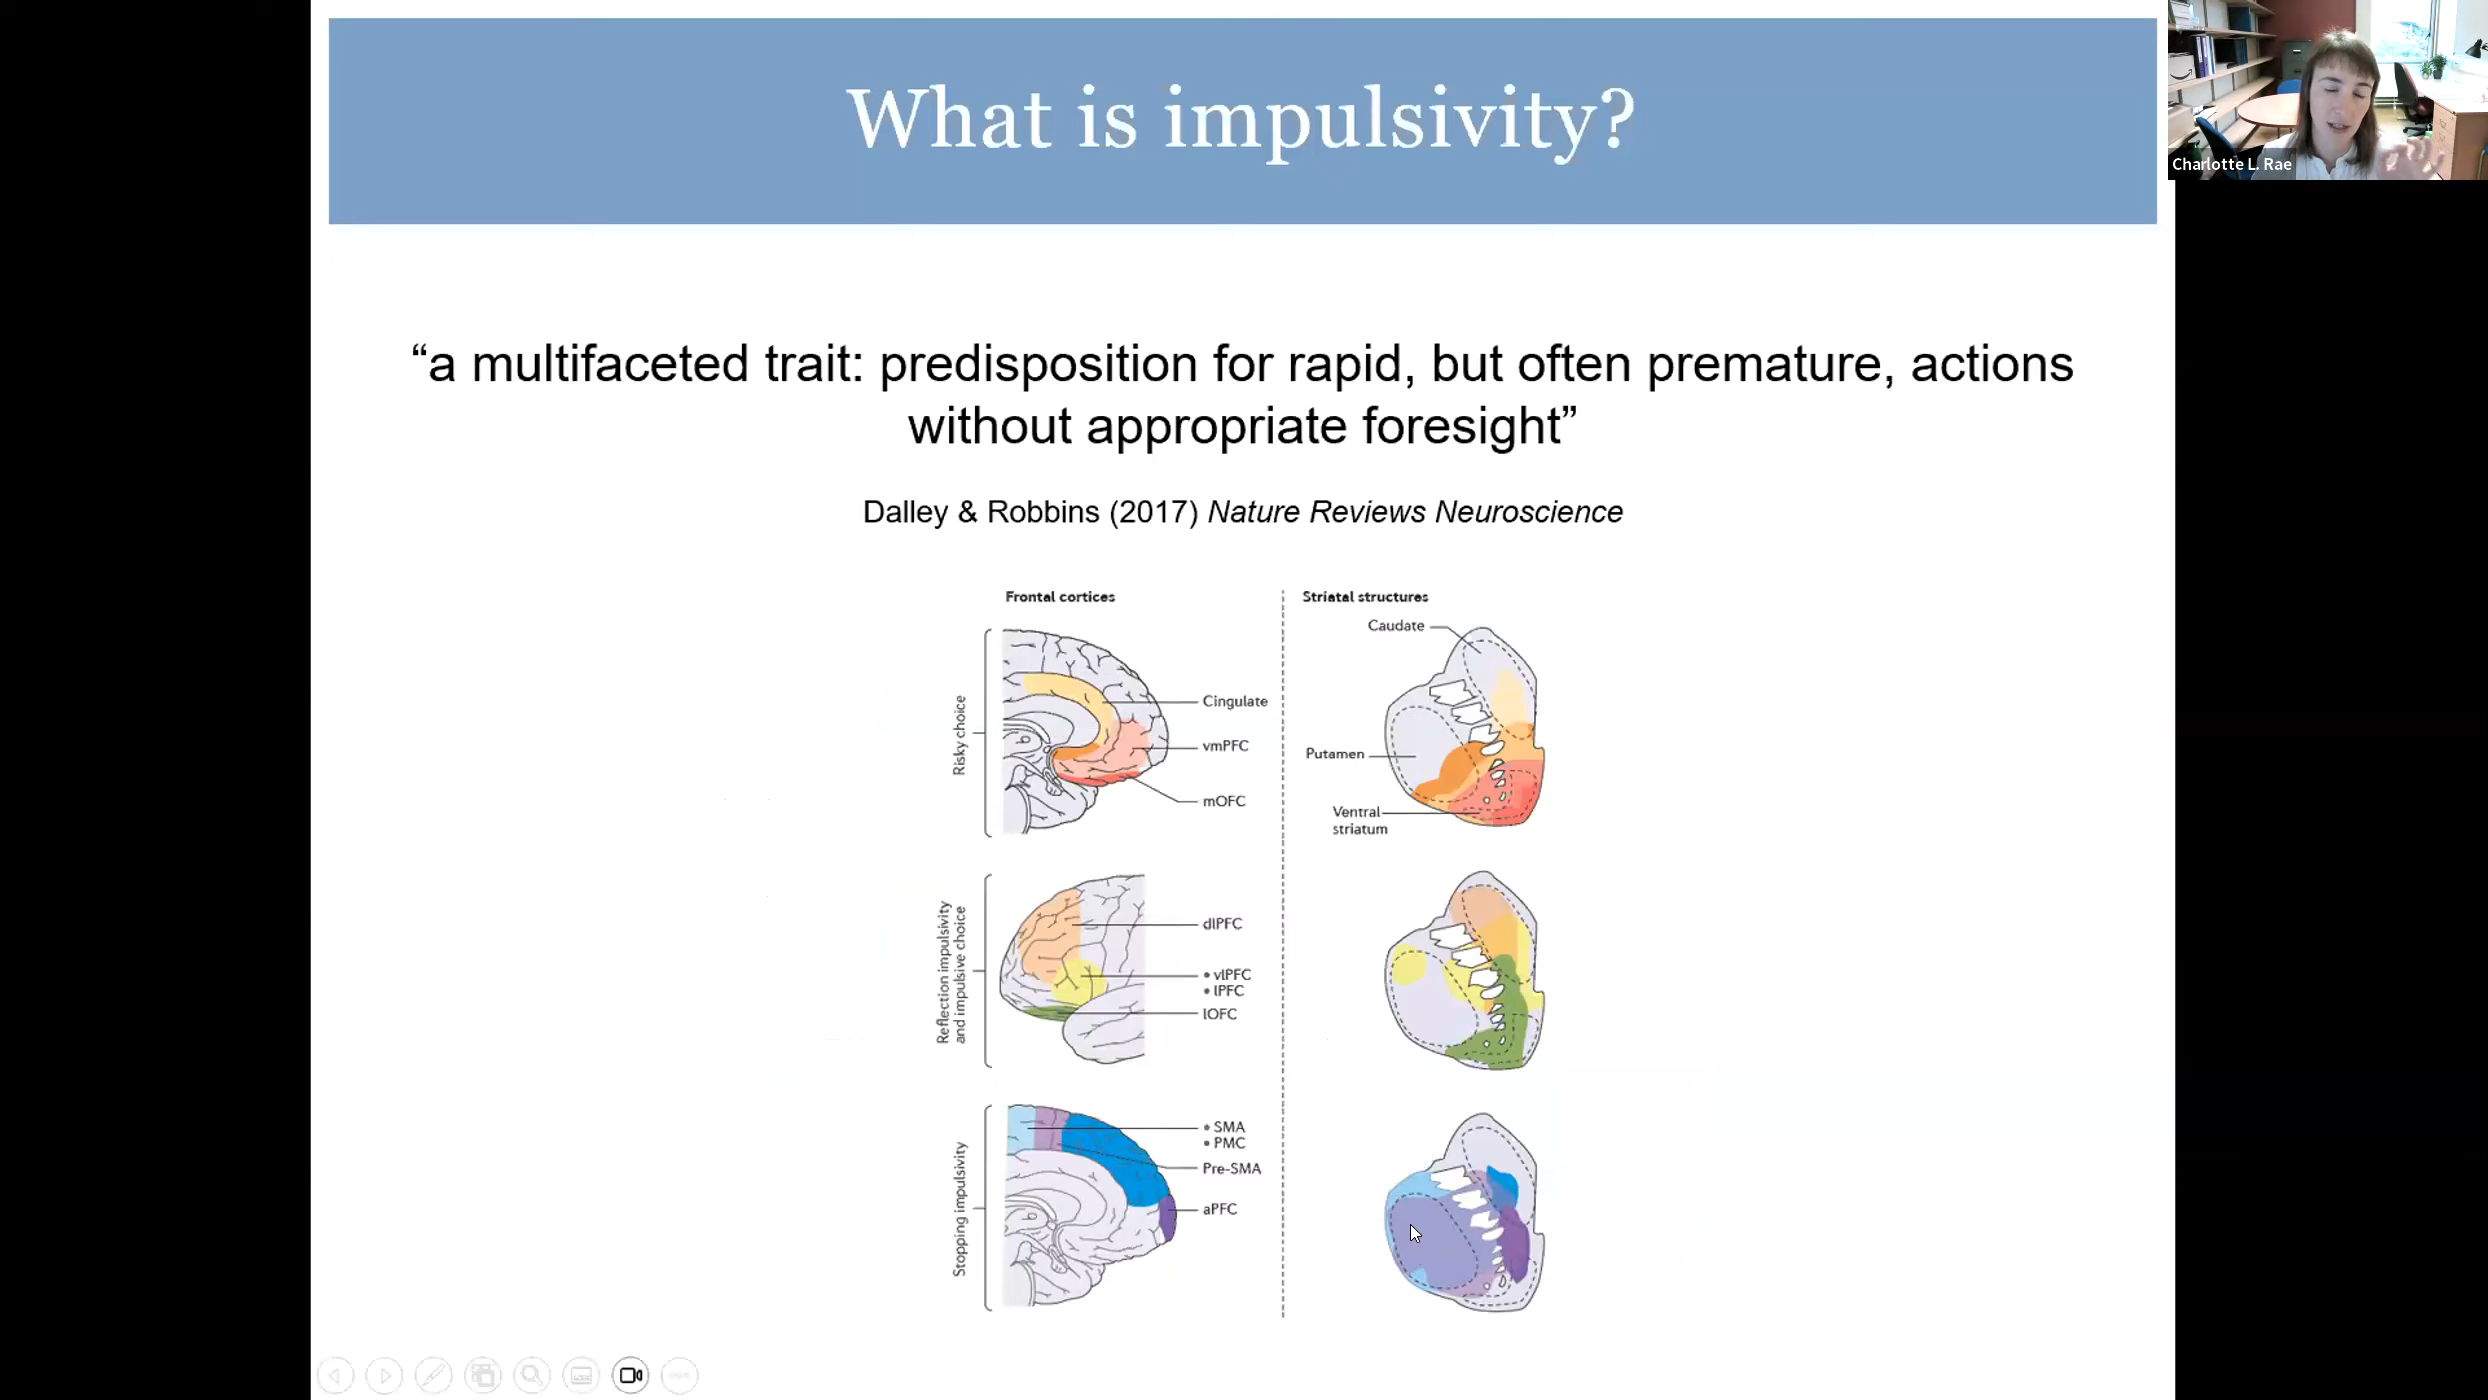 What is impulsivity?
Charlotte L. Rae
“a multifaceted trait: predisposition for rapid, but often premature, actions
without appropriate foresight”
Dalley & Robbins (2017) Nature Reviews Neuroscience
Frontal cortices
Striatal structures
Risky choice
Cingulate
vmPFC
mOFC
Caudate
Putamen
Ventral
striatum
Reflection impulsivity
and impulsive choice
dlPFC
• vlPFC
• lPFC
lOFC
Stopping impulsivity
• SMA
• PMC
Pre-SMA
aPFC